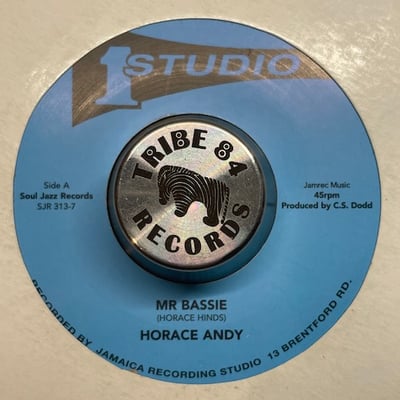 1 STUDIO
Side A
Soul Jazz Records
SJR 313-7
Jamrec Music
45rpm
Produced by C.S. Dodd
TRIBE 84
RECORDS
MR BASSIE
(HORACE HINDS)
HORACE ANDY
RECORDED BY JAMAICA RECORDING STUDIO 13 BRENTFORD RD.